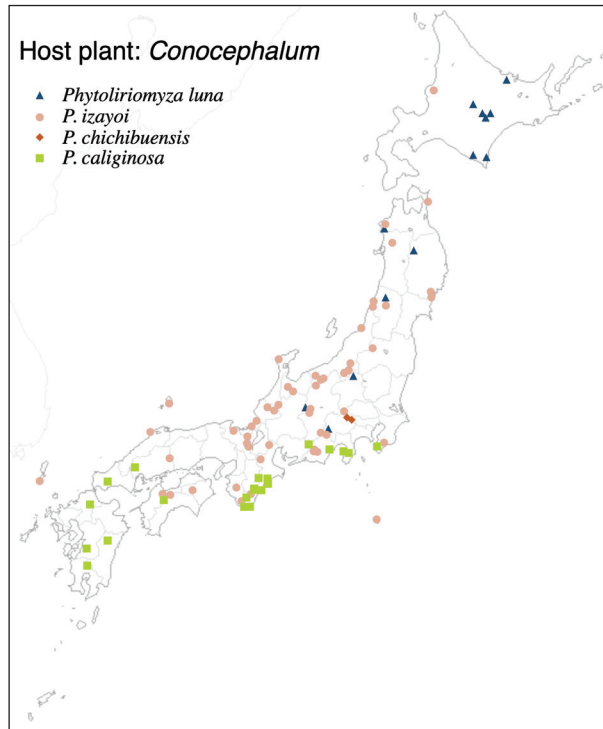 Host plant: Conocephalum
Phytoliriomyza luna
P. izayoi
P. chichibuensis
P. caliginosa